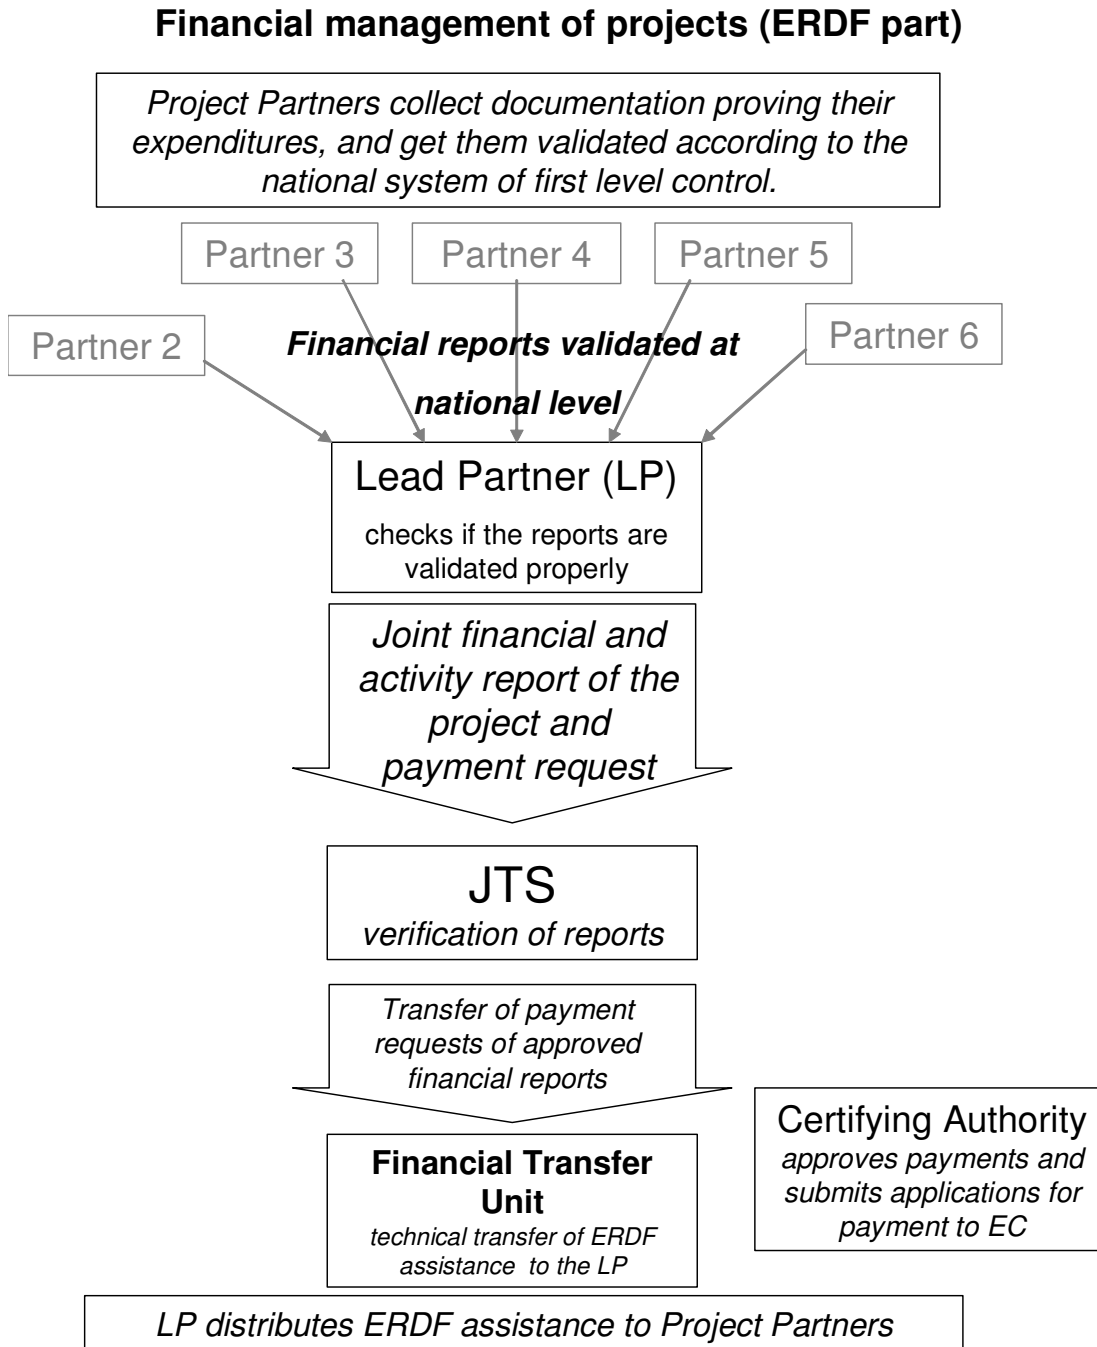 Financial management of projects (ERDF part)
Project Partners collect documentation proving their
expenditures, and get them validated according to the
national system of first level control.
Partner 3
Partner 4
Partner 5
Partner 2
Partner 6
Financial reports validated at
national level
Lead Partner (LP)
checks if the reports are
validated properly
Joint financial and
activity report of the
project and
payment request
JTS
verification of reports
Transfer of payment
requests of approved
financial reports
Certifying Authority
approves payments and
submits applications for
payment to EC
Financial Transfer
Unit
technical transfer of ERDF
assistance to the LP
LP distributes ERDF assistance to Project Partners